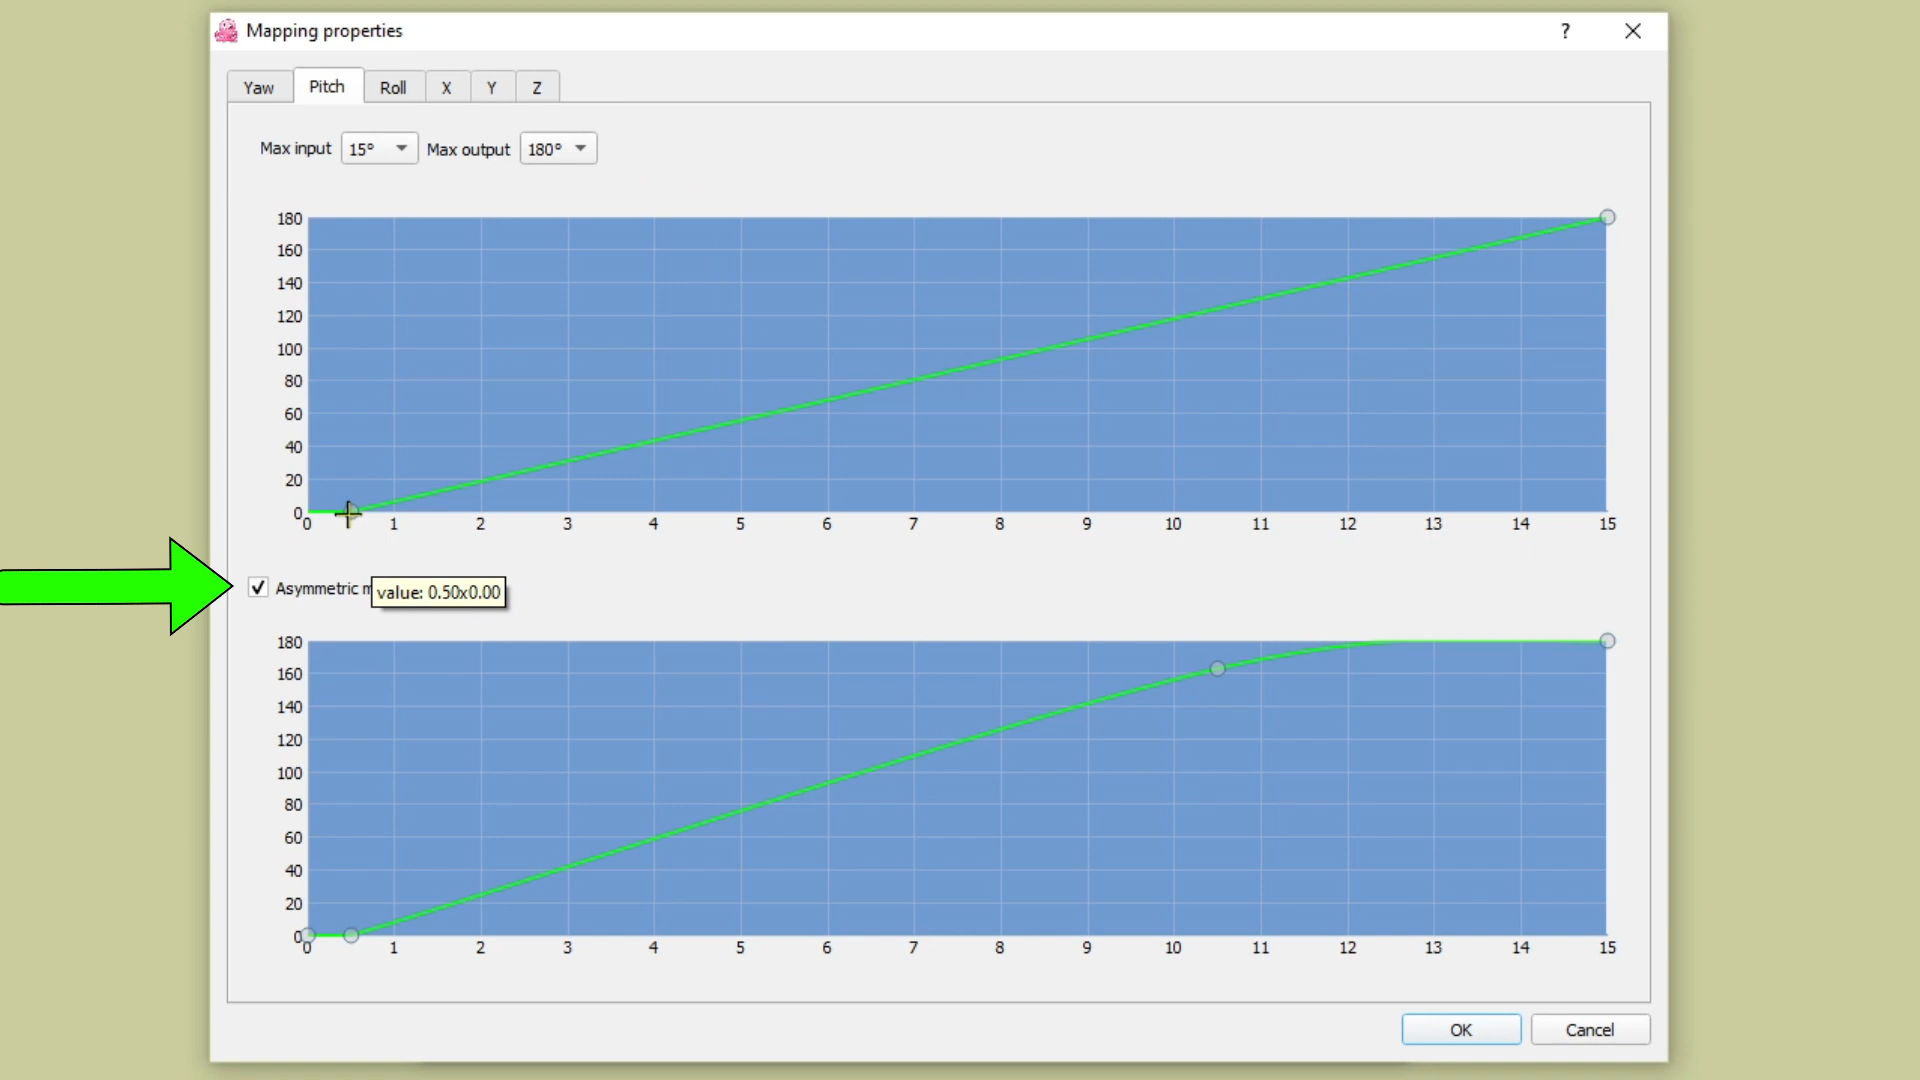 Mapping properties
?
Yaw Pitch Roll X Y Z
Max input 15° Max output 180°
180
160
140
120
100
80
60
40
20
0
0 1 2 3 4 5 6 7 8 9 10 11 12 13 14 15
Asymmetric
value: 0.50x0.00
180
160
140
120
100
80
60
40
20
0
0 1 2 3 4 5 6 7 8 9 10 11 12 13 14 15
OK Cancel